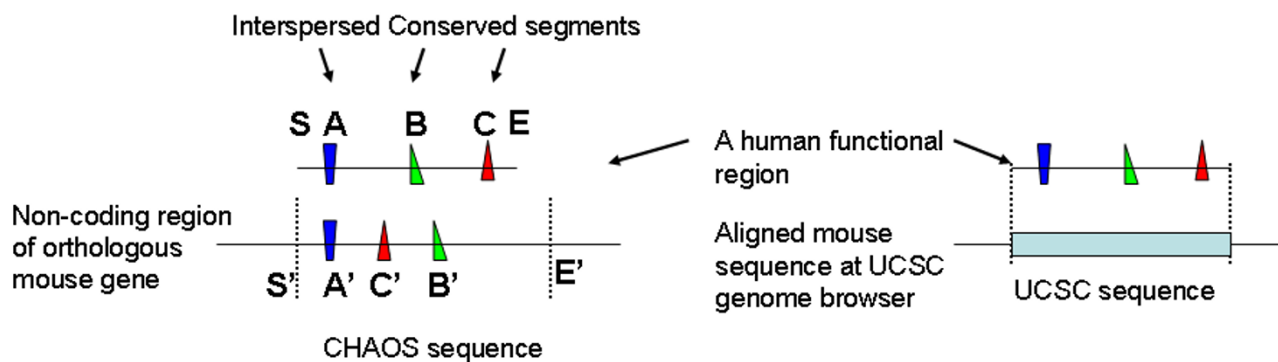 Interspersed Conserved segments
S A B C E
A human functional
region
Non-coding region
of orthologous
mouse gene
S' A' C' B' E'
Aligned mouse
sequence at UCSC
genome browser
UCSC sequence
CHAOS sequence